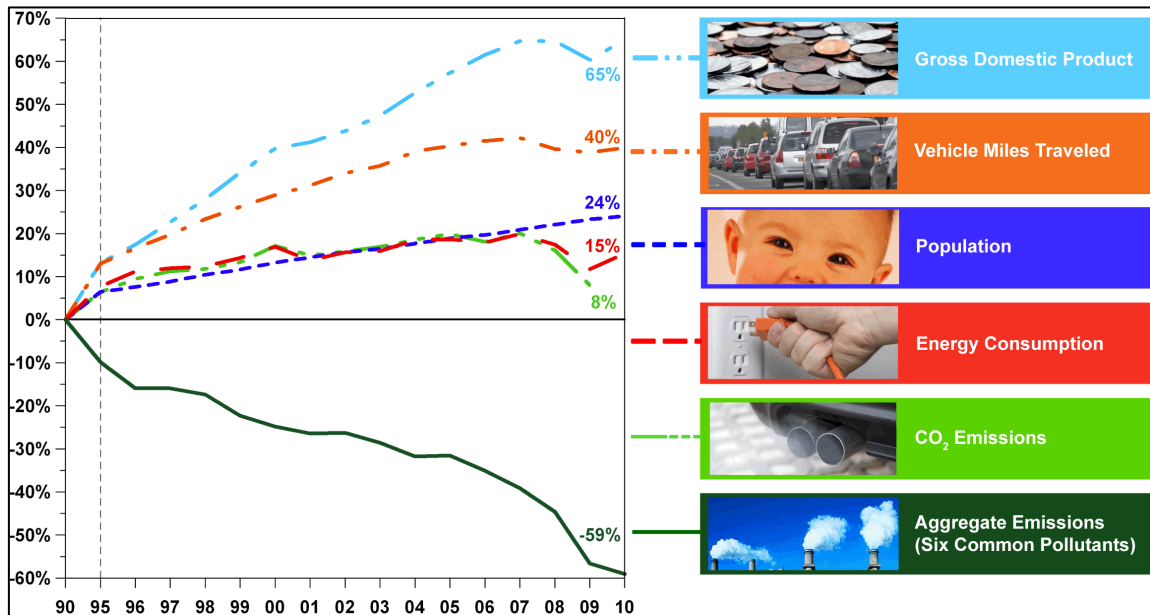 70%
60%
50%
40%
30%
20%
10%
0%
-10%
-20%
-30%
-40%
-50%
-60%
90 95 96 97 98 99 00 01 02 03 04 05 06 07 08 09 10
65%
40%
24%
15%
8%
-59%
Gross Domestic Product
Vehicle Miles Traveled
Population
Energy Consumption
CO₂ Emissions
Aggregate Emissions
(Six Common Pollutants)